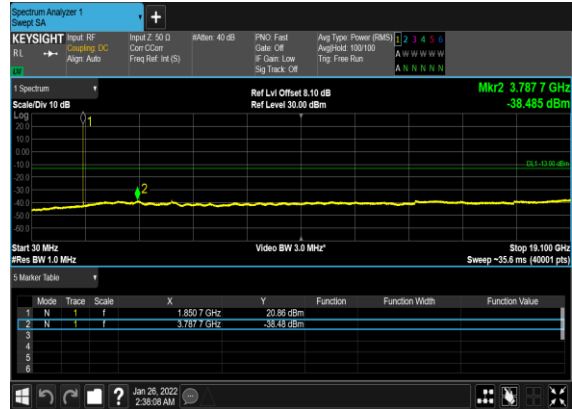 Spectrum Analyzer 1
Swept SA
+
KEYSIGHT Input: RF Input Z: 50 Ω #Atten: 40 dB PNO: Fast Avg Type: Power (RMS) 1 2 3 4 5 6
RL Coupling: DC Corr CCorr Gate: Off Avg|Hold: 100/100 A W W W W W
Align: Auto Freq Ref: Int (S) IF Gain: Low Trig: Free Run
Sig Track: Off A N N N N N
1 Spectrum Ref Lvl Offset 8.10 dB Mkr2 3.787 7 GHz
Scale/Div 10 dB Ref Level 30.00 dBm -38.485 dBm
Log
20.0
10.0
0.00
-10.0
-20.0
-30.0
-40.0
-50.0
-60.0
1
2
DL1 -13.00 dBm
Start 30 MHz Video BW 3.0 MHz* Stop 19.100 GHz
#Res BW 1.0 MHz Sweep ~35.6 ms (40001 pts)
5 Marker Table
Mode Trace Scale X Y Function Function Width Function Value
1 N 1 f 1.850 7 GHz 20.86 dBm
2 N 1 f 3.787 7 GHz -38.48 dBm
3
4
5
6
? Jan 26, 2022
2:38:08 AM